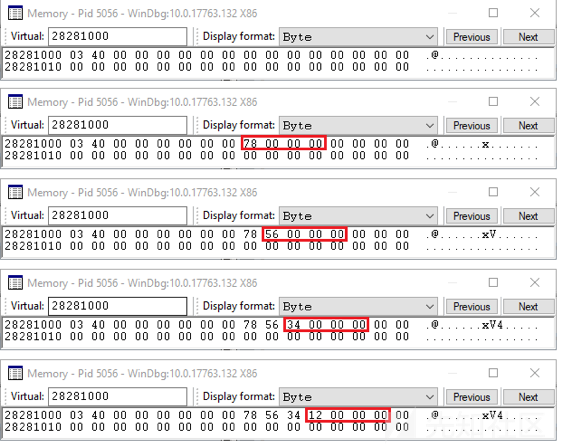 Memory - Pid 5056 - WinDbg:10.0.17763.132 X86
Virtual: 28281000 Display format: Byte Previous Next
28281000 03 40 00 00 00 00 00 00 00 00 00 00 00 00 00 00 .@..............
28281010 00 00 00 00 00 00 00 00 00 00 00 00 00 00 00 00 ................
Memory - Pid 5056 - WinDbg:10.0.17763.132 X86
Virtual: 28281000 Display format: Byte Previous Next
28281000 03 40 00 00 00 00 00 00 78 00 00 00 00 00 00 00 .@......x.......
28281010 00 00 00 00 00 00 00 00 00 00 00 00 00 00 00 00 ................
Memory - Pid 5056 - WinDbg:10.0.17763.132 X86
Virtual: 28281000 Display format: Byte Previous Next
28281000 03 40 00 00 00 00 00 00 78 56 00 00 00 00 00 00 .@......xV......
28281010 00 00 00 00 00 00 00 00 00 00 00 00 00 00 00 00 ................
Memory - Pid 5056 - WinDbg:10.0.17763.132 X86
Virtual: 28281000 Display format: Byte Previous Next
28281000 03 40 00 00 00 00 00 00 78 56 34 00 00 00 00 00 .@......xV4.....
28281010 00 00 00 00 00 00 00 00 00 00 00 00 00 00 00 00 ................
Memory - Pid 5056 - WinDbg:10.0.17763.132 X86
Virtual: 28281000 Display format: Byte Previous Next
28281000 03 40 00 00 00 00 00 00 78 56 34 12 00 00 00 00 .@......xV4.....
28281010 00 00 00 00 00 00 00 00 00 00 00 00 00 00 00 00 ................